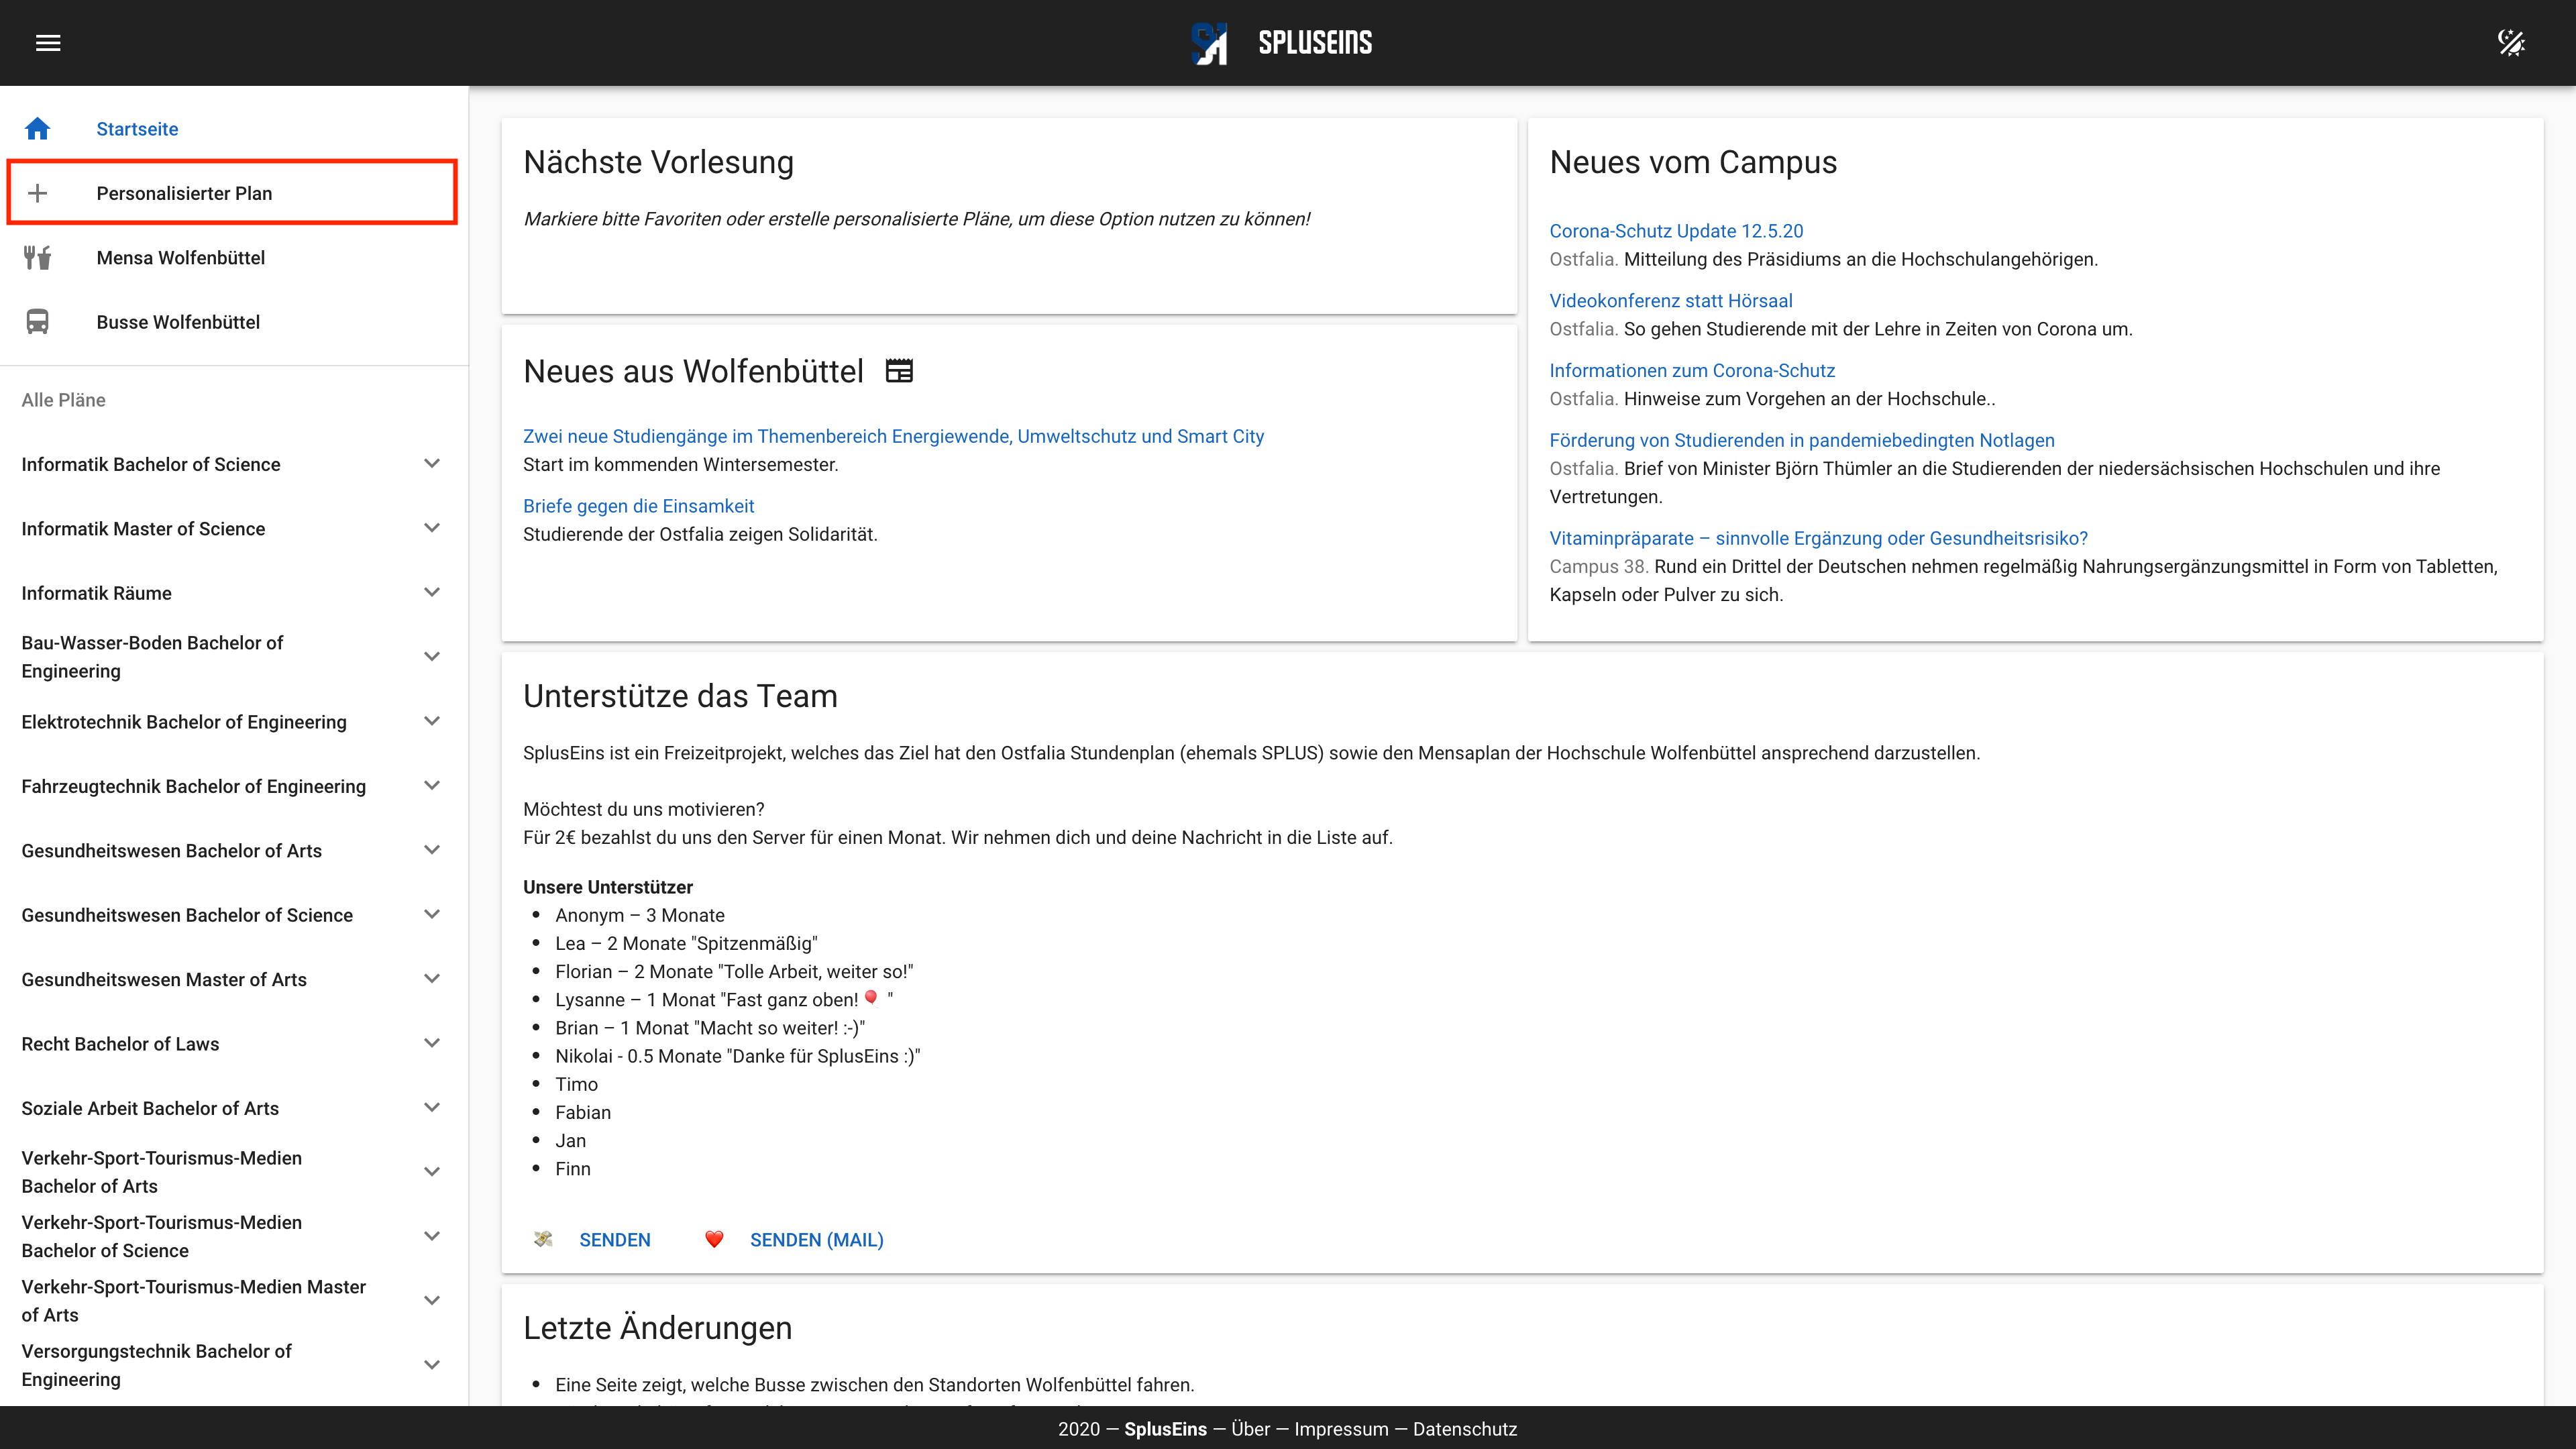 SPLUSEINS
Startseite
Personalisierter Plan
Mensa Wolfenbüttel
Busse Wolfenbüttel
Alle Pläne
Informatik Bachelor of Science
Informatik Master of Science
Informatik Räume
Bau-Wasser-Boden Bachelor of
Engineering
Elektrotechnik Bachelor of Engineering
Fahrzeugtechnik Bachelor of Engineering
Gesundheitswesen Bachelor of Arts
Gesundheitswesen Bachelor of Science
Gesundheitswesen Master of Arts
Recht Bachelor of Laws
Soziale Arbeit Bachelor of Arts
Verkehr-Sport-Tourismus-Medien
Bachelor of Arts
Verkehr-Sport-Tourismus-Medien
Bachelor of Science
Verkehr-Sport-Tourismus-Medien Master
of Arts
Versorgungstechnik Bachelor of
Engineering
Nächste Vorlesung
Markiere bitte Favoriten oder erstelle personalisierte Pläne, um diese Option nutzen zu können!
Neues aus Wolfenbüttel
Zwei neue Studiengänge im Themenbereich Energiewende, Umweltschutz und Smart City
Start im kommenden Wintersemester.
Briefe gegen die Einsamkeit
Studierende der Ostfalia zeigen Solidarität.
Neues vom Campus
Corona-Schutz Update 12.5.20
Ostfalia. Mitteilung des Präsidiums an die Hochschulangehörigen.
Videokonferenz statt Hörsaal
Ostfalia. So gehen Studierende mit der Lehre in Zeiten von Corona um.
Informationen zum Corona-Schutz
Ostfalia. Hinweise zum Vorgehen an der Hochschule..
Förderung von Studierenden in pandemiebedingten Notlagen
Ostfalia. Brief von Minister Björn Thümler an die Studierenden der niedersächsischen Hochschulen und ihre
Vertretungen.
Vitaminpräparate – sinnvolle Ergänzung oder Gesundheitsrisiko?
Campus 38. Rund ein Drittel der Deutschen nehmen regelmäßig Nahrungsergänzungsmittel in Form von Tabletten,
Kapseln oder Pulver zu sich.
Unterstütze das Team
SplusEins ist ein Freizeitprojekt, welches das Ziel hat den Ostfalia Stundenplan (ehemals SPLUS) sowie den Mensaplan der Hochschule Wolfenbüttel ansprechend darzustellen.
Möchtest du uns motivieren?
Für 2€ bezahlst du uns den Server für einen Monat. Wir nehmen dich und deine Nachricht in die Liste auf.
Unsere Unterstützer
• Anonym – 3 Monate
• Lea – 2 Monate "Spitzenmäßig"
• Florian – 2 Monate "Tolle Arbeit, weiter so!"
• Lysanne – 1 Monat "Fast ganz oben!🎈 "
• Brian – 1 Monat "Macht so weiter! :-)"
• Nikolai - 0.5 Monate "Danke für SplusEins :)"
• Timo
• Fabian
• Jan
• Finn
💸 SENDEN ❤️ SENDEN (MAIL)
Letzte Änderungen
• Eine Seite zeigt, welche Busse zwischen den Standorten Wolfenbüttel fahren.
2020 — SplusEins — Über — Impressum — Datenschutz